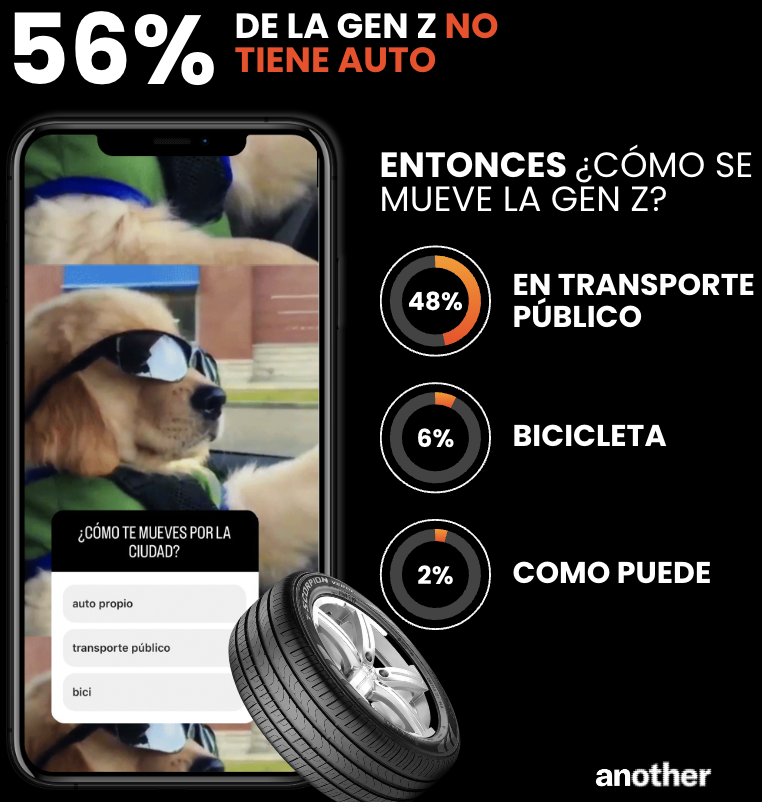 56%
DE LA GEN Z NO
TIENE AUTO
ENTONCES ¿CÓMO SE
MUEVE LA GEN Z?
48%
EN TRANSPORTE
PÚBLICO
6%
BICICLETA
2%
COMO PUEDE
¿CÓMO TE MUEVES POR LA
CIUDAD?
auto propio
transporte público
bici
SCORPION
another